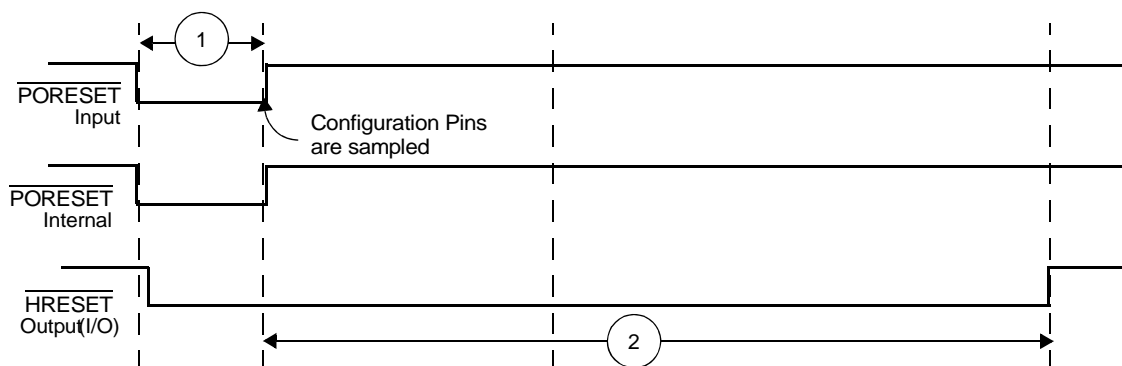 1
PORESET
Input
Configuration Pins
are sampled
PORESET
Internal
HRESET
Output(I/O)
2